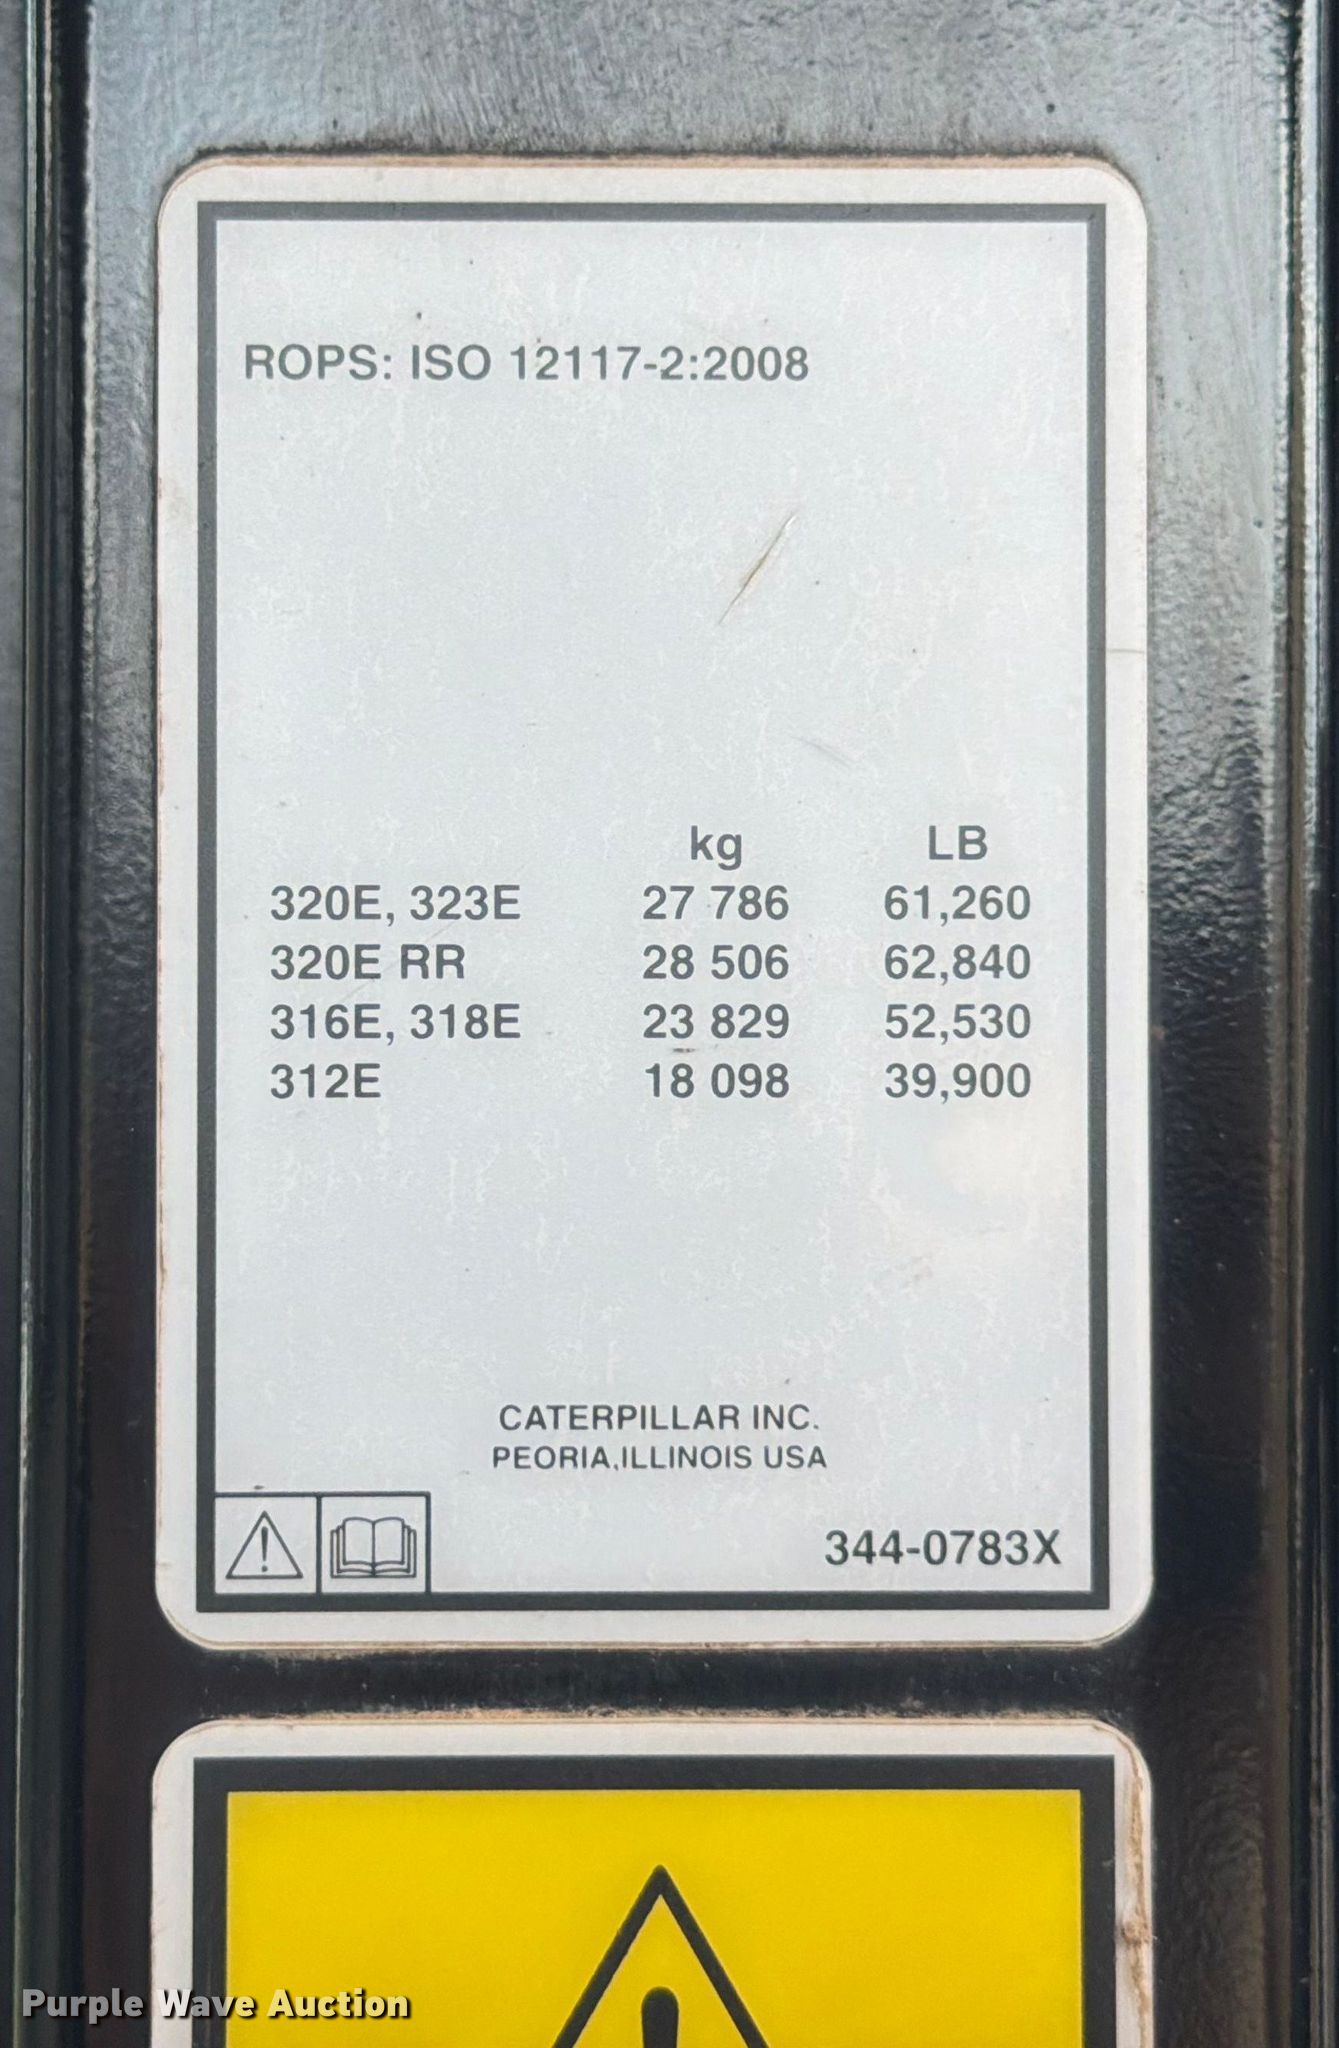 ROPS: ISO 12117-2:2008
kg LB
320E, 323E 27 786 61,260
320E RR 28 506 62,840
316E, 318E 23 829 52,530
312E 18 098 39,900
CATERPILLAR INC.
PEORIA,ILLINOIS USA
344-0783X
Purple Wave Auction